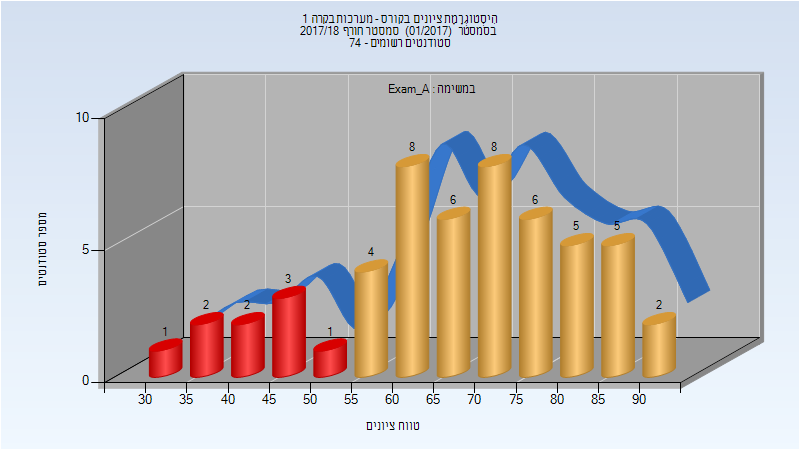 היסטוגרמת ציונים בקורס - מערכות בקרה 1
בסמסטר (01/2017) סמסטר חורף 2017/18
סטודנטים רשומים - 74
במשימה : Exam_A
מספר סטודנטים
10
5
0
1
2
2
3
1
4
8
6
8
6
5
5
2
30 35 40 45 50 55 60 65 70 75 80 85 90
טווח ציונים